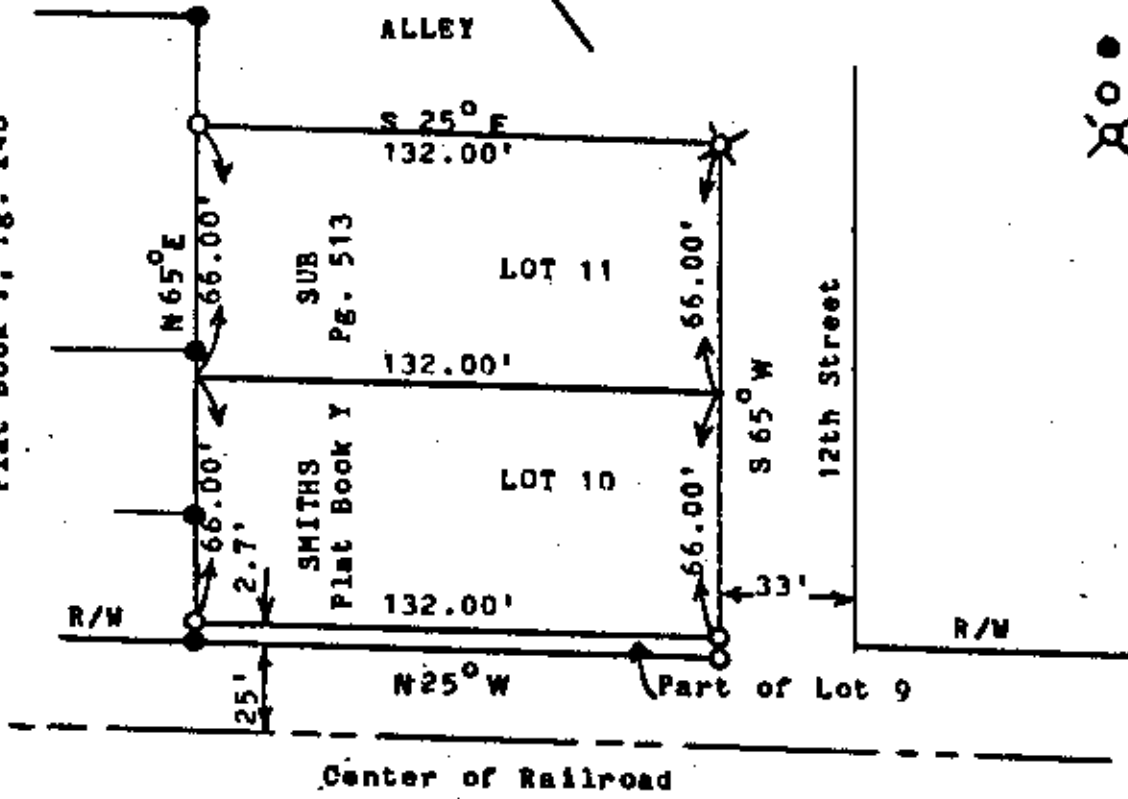 ALLEY
S 25° E
132.00'
N 65° E
66.00'
SUB
Pg. 513
LOT 11
66.00'
12th Street
132.00'
S 65° W
66.00'
2.7'
SMITHS
Plat Book Y
LOT 10
66.00'
33'
R/W
132.00'
R/W
25'
N 25° W
Part of Lot 9
Center of Railroad